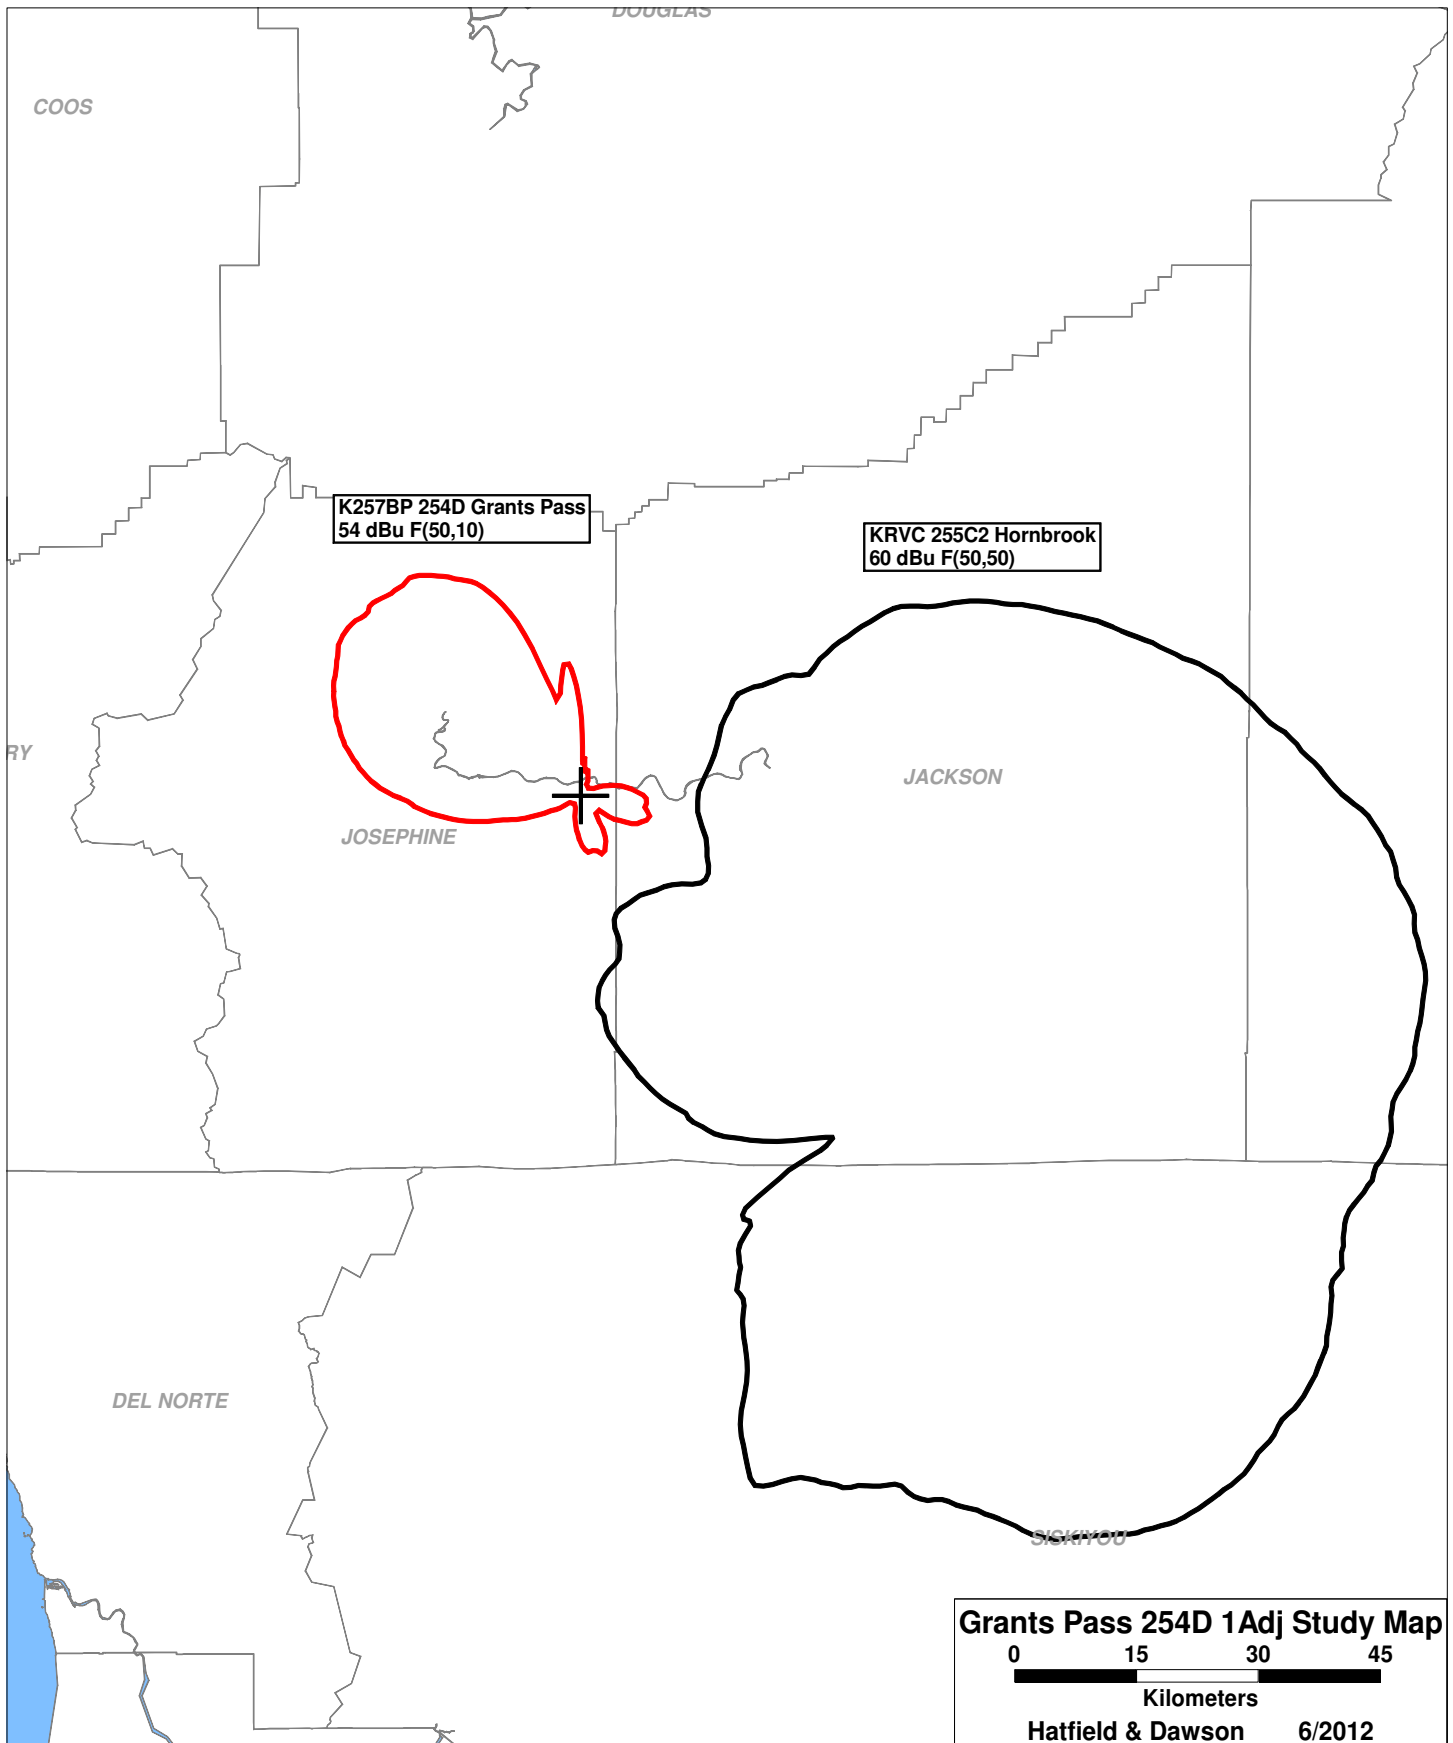 DOUGLAS
COOS
K257BP 254D Grants Pass
54 dBu F(50,10)
KRVC 255C2 Hornbrook
60 dBu F(50,50)
RY
JACKSON
JOSEPHINE
DEL NORTE
SISKIYOU
Grants Pass 254D 1Adj Study Map
0 15 30 45
Kilometers
Hatfield & Dawson 6/2012